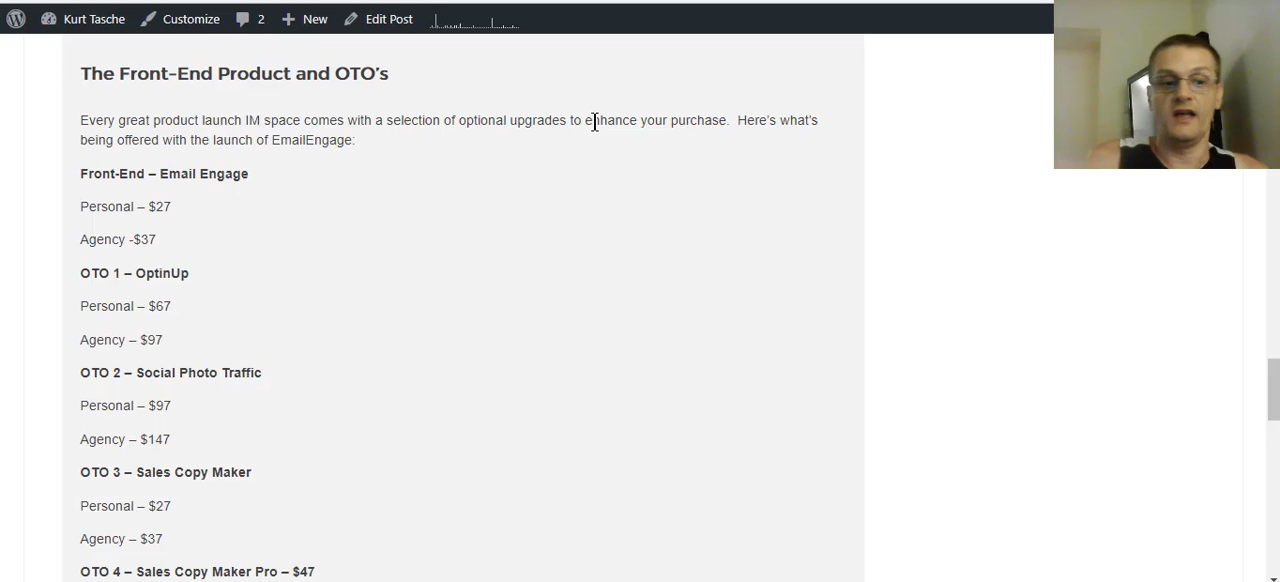 Kurt Tasche Customize 2 New Edit Post
The Front-End Product and OTO's
Every great product launch IM space comes with a selection of optional upgrades to enhance your purchase.  Here's what's
being offered with the launch of EmailEngage:
Front-End – Email Engage
Personal – $27
Agency -$37
OTO 1 – OptinUp
Personal – $67
Agency – $97
OTO 2 – Social Photo Traffic
Personal – $97
Agency – $147
OTO 3 – Sales Copy Maker
Personal – $27
Agency – $37
OTO 4 – Sales Copy Maker Pro – $47